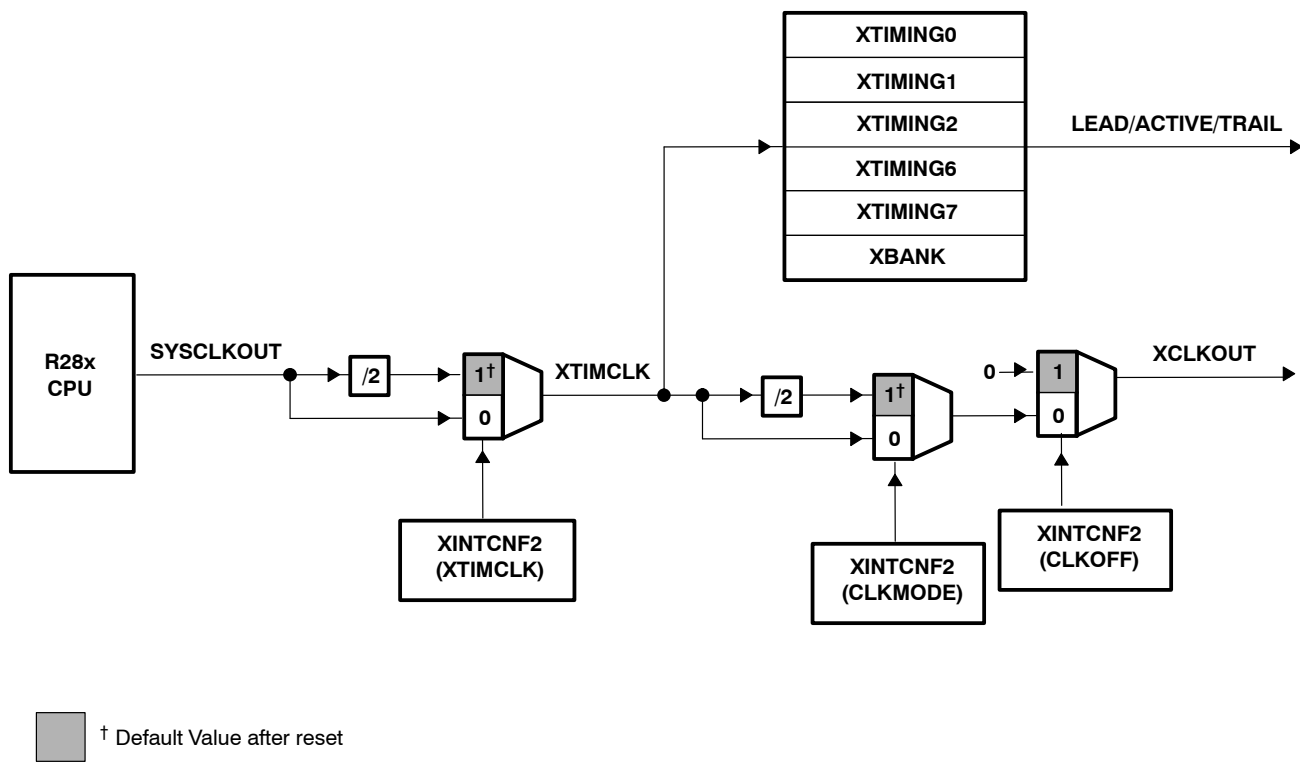 XTIMING0
XTIMING1
XTIMING2
XTIMING6
XTIMING7
XBANK
LEAD/ACTIVE/TRAIL
R28x
CPU
SYSCLKOUT
/2
1†
0
XTIMCLK
/2
1†
0
0
1
0
XCLKOUT
XINTCNF2
(XTIMCLK)
XINTCNF2
(CLKMODE)
XINTCNF2
(CLKOFF)
† Default Value after reset